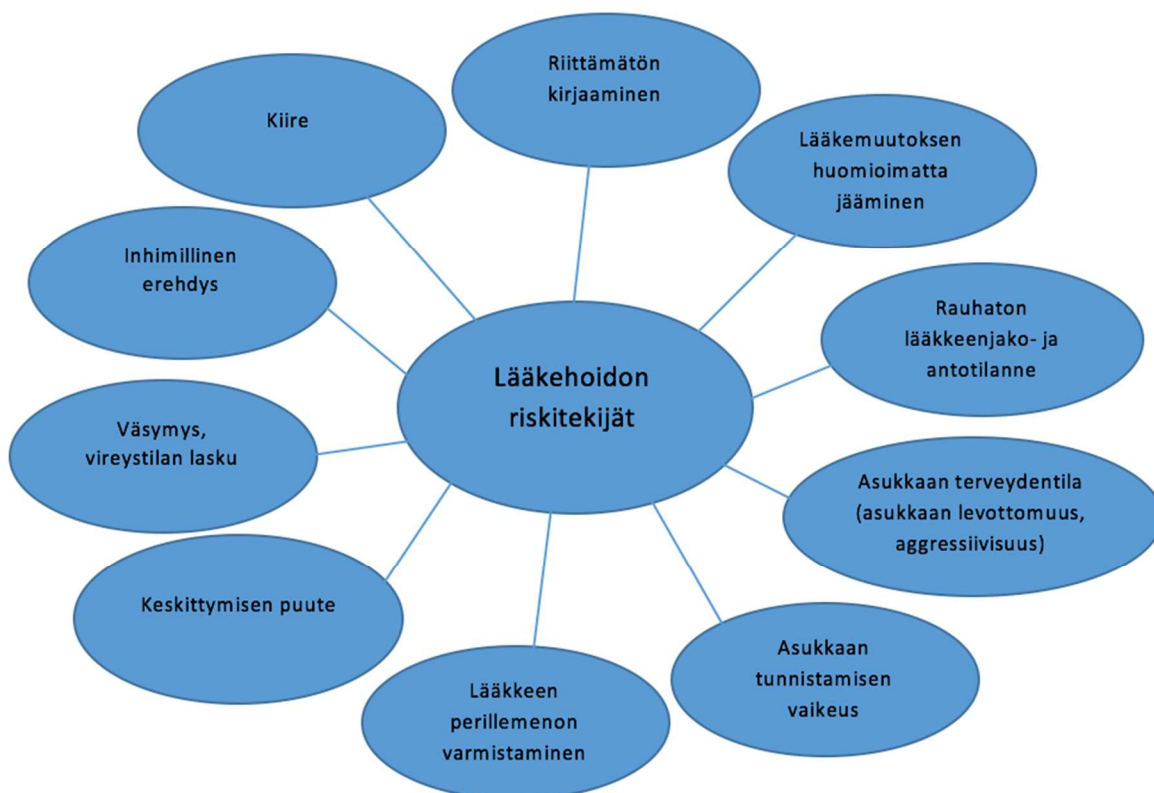 Riittämätön
kirjaaminen
Kiire
Lääkemuutoksen
huomioimatta
jääminen
Inhimillinen
erehdys
Rauhaton
lääkkeenjako- ja
antotilanne
Lääkehoidon
riskitekijät
Väsymys,
vireystilan lasku
Asukkaan terveydentila
(asukkaan levottomuus,
aggressiivisuus)
Keskittymisen puute
Asukkaan
tunnistamisen
vaikeus
Lääkkeen
perillemenon
varmistaminen